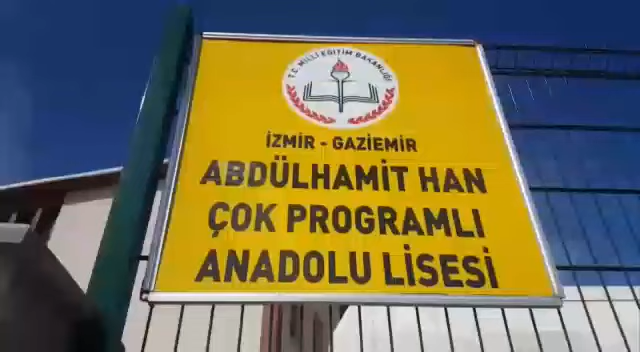 T.C. MİLLİ EĞİTİM BAKANLIĞI
İZMİR - GAZİEMİR
ABDÜLHAMİT HAN
ÇOK PROGRAMLI
ANADOLU LİSESİ